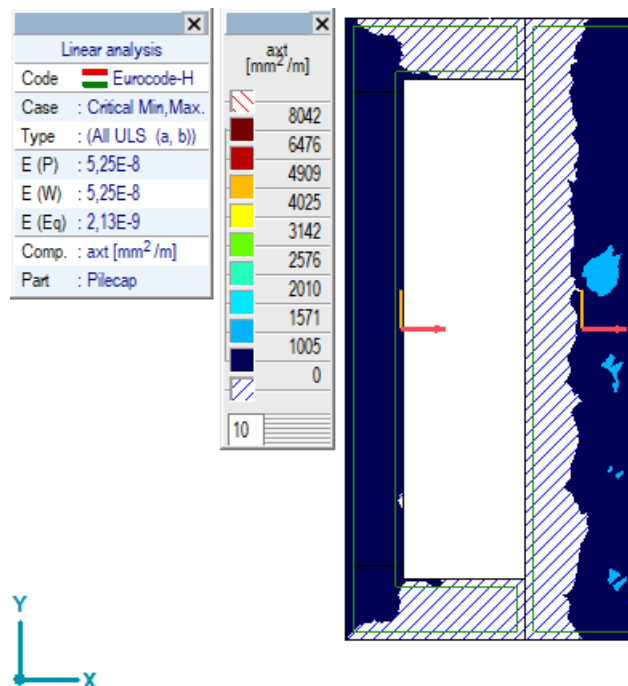 Linear analysis
Code Eurocode-H
Case : Critical Min,Max.
Type : (All ULS (a, b))
E (P) : 5,25E-8
E (W) : 5,25E-8
E (Eq) : 2,13E-9
Comp. : axt [mm²/m]
Part : Pilecap
axt
[mm²/m]
8042
6476
4909
4025
3142
2576
2010
1571
1005
0
10
Y
X